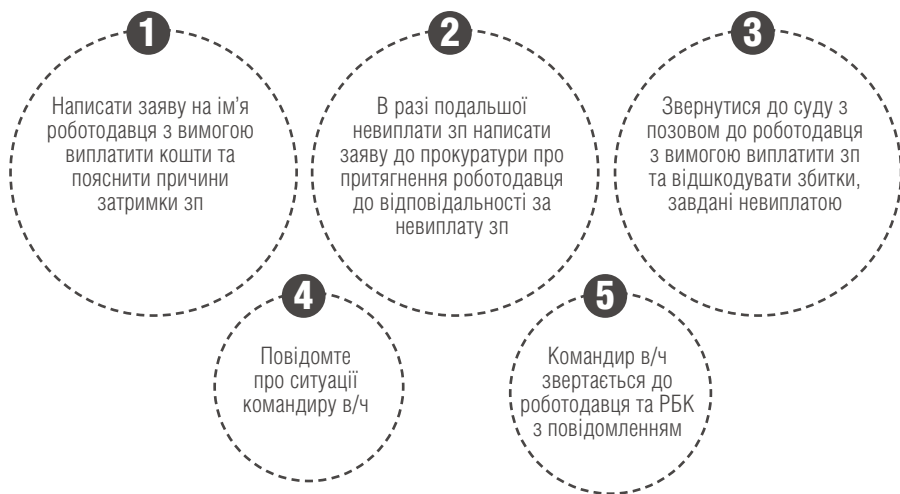 1
Написати заяву на ім’я
роботодавця з вимогою
виплатити кошти та
пояснити причини
затримки зп
2
В разі подальшої
невиплати зп написати
заяву до прокуратури про
притягнення роботодавця
до відповідальності за
невиплату зп
3
Звернутися до суду з
позовом до роботодавця
з вимогою виплатити зп
та відшкодувати збитки,
завдані невиплатою
4
Повідомте
про ситуації
командиру в/ч
5
Командир в/ч
звертається до
роботодавця та РБК
з повідомленням